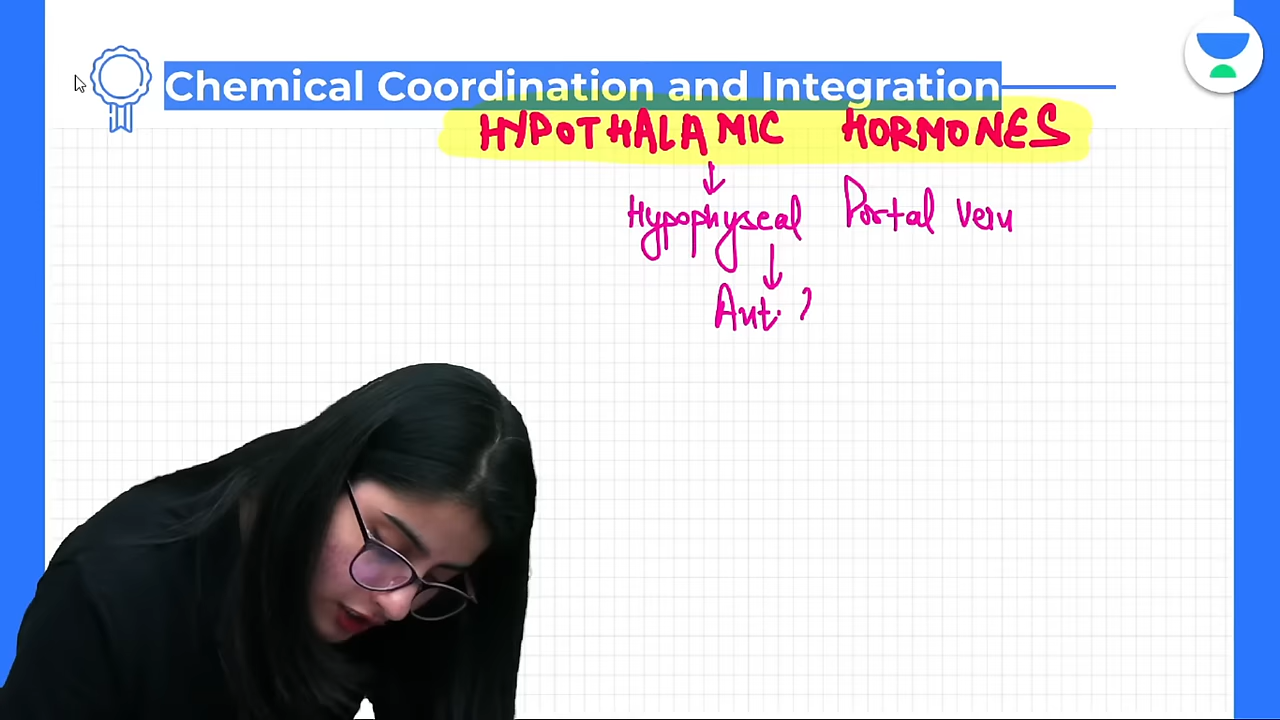 Chemical Coordination and Integration
HYPOTHALAMIC HORMONES
Hypophyseal Portal Vein
Ant.